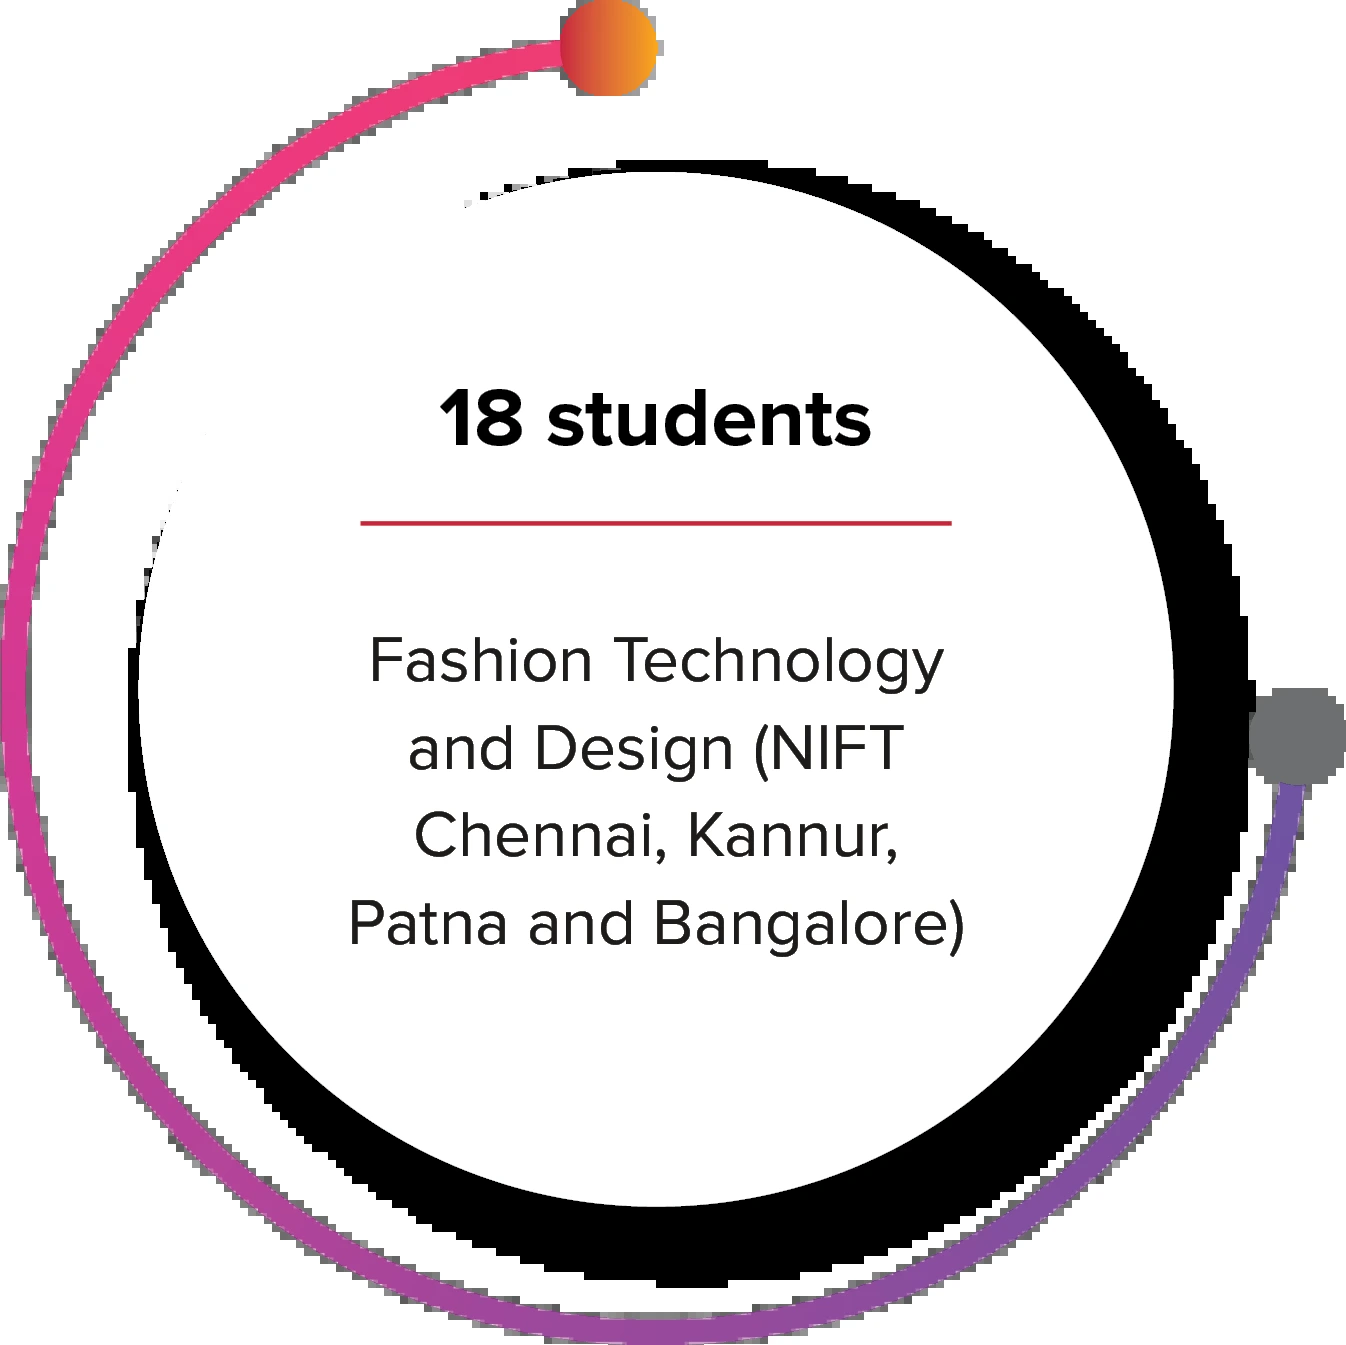 18 students
Fashion Technology
and Design (NIFT
Chennai, Kannur,
Patna and Bangalore)